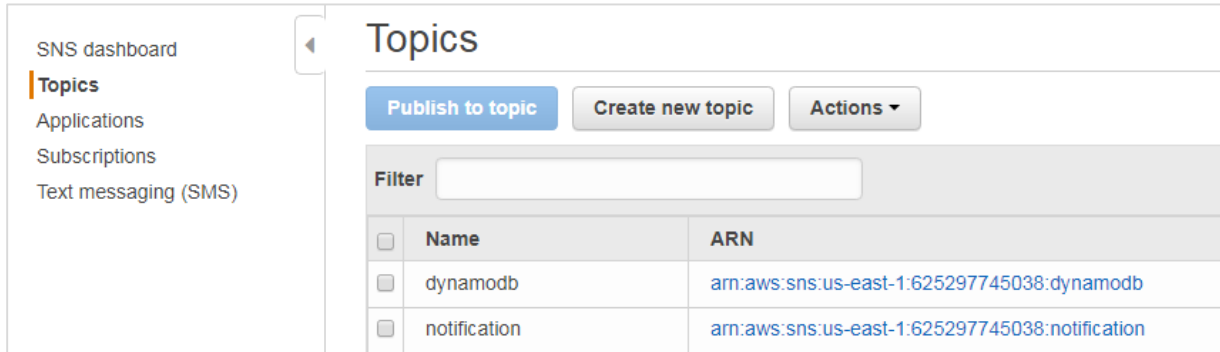 SNS dashboard
Topics
Applications
Subscriptions
Text messaging (SMS)
Topics
Publish to topic
Create new topic
Actions
Filter
Name ARN
dynamodb arn:aws:sns:us-east-1:625297745038:dynamodb
notification arn:aws:sns:us-east-1:625297745038:notification